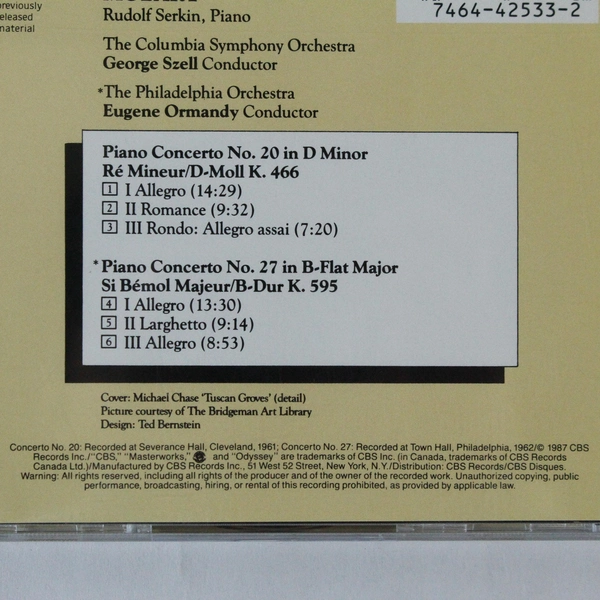 previously
released
material
Rudolf Serkin, Piano
7464-42533-2
The Columbia Symphony Orchestra
George Szell Conductor
*The Philadelphia Orchestra
Eugene Ormandy Conductor
Piano Concerto No. 20 in D Minor
Ré Mineur/D-Moll K. 466
1 I Allegro (14:29)
2 II Romance (9:32)
3 III Rondo: Allegro assai (7:20)
*Piano Concerto No. 27 in B-Flat Major
Si Bémol Majeur/B-Dur K. 595
4 I Allegro (13:30)
5 II Larghetto (9:14)
6 III Allegro (8:53)
Cover: Michael Chase 'Tuscan Groves' (detail)
Picture courtesy of The Bridgeman Art Library
Design: Ted Bernstein
Concerto No. 20: Recorded at Severance Hall, Cleveland, 1961; Concerto No. 27: Recorded at Town Hall, Philadelphia, 1962/© 1987 CBS
Records Inc./"CBS," "Masterworks," and "Odyssey" are trademarks of CBS Inc. (in Canada, trademarks of CBS Records
Canada Ltd.)/Manufactured by CBS Records Inc., 51 West 52 Street, New York, N.Y./Distribution: CBS Records/CBS Disques.
Warning: All rights reserved, including all rights of the producer and of the owner of the recorded work. Unauthorized copying, public
performance, broadcasting, hiring, or rental of this recording prohibited, as provided by applicable law.